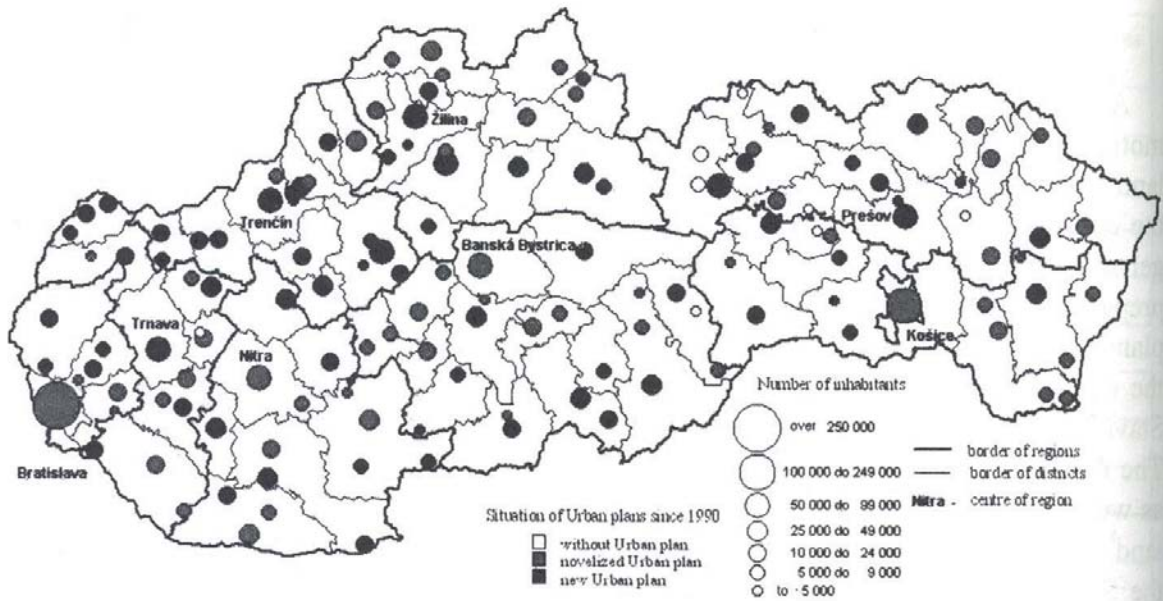 Žilina
Trenčín
Banská Bystrica
Prešov
Trnava
Nitra
Košice
Bratislava
Number of inhabitants
over 250 000
100 000 do 249 000
50 000 do 99 000
25 000 do 49 000
10 000 do 24 000
5 000 do 9 000
to - 5 000
border of regions
border of districts
Nitra - centre of region
Situation of Urban plans since 1990
without Urban plan
novelized Urban plan
new Urban plan